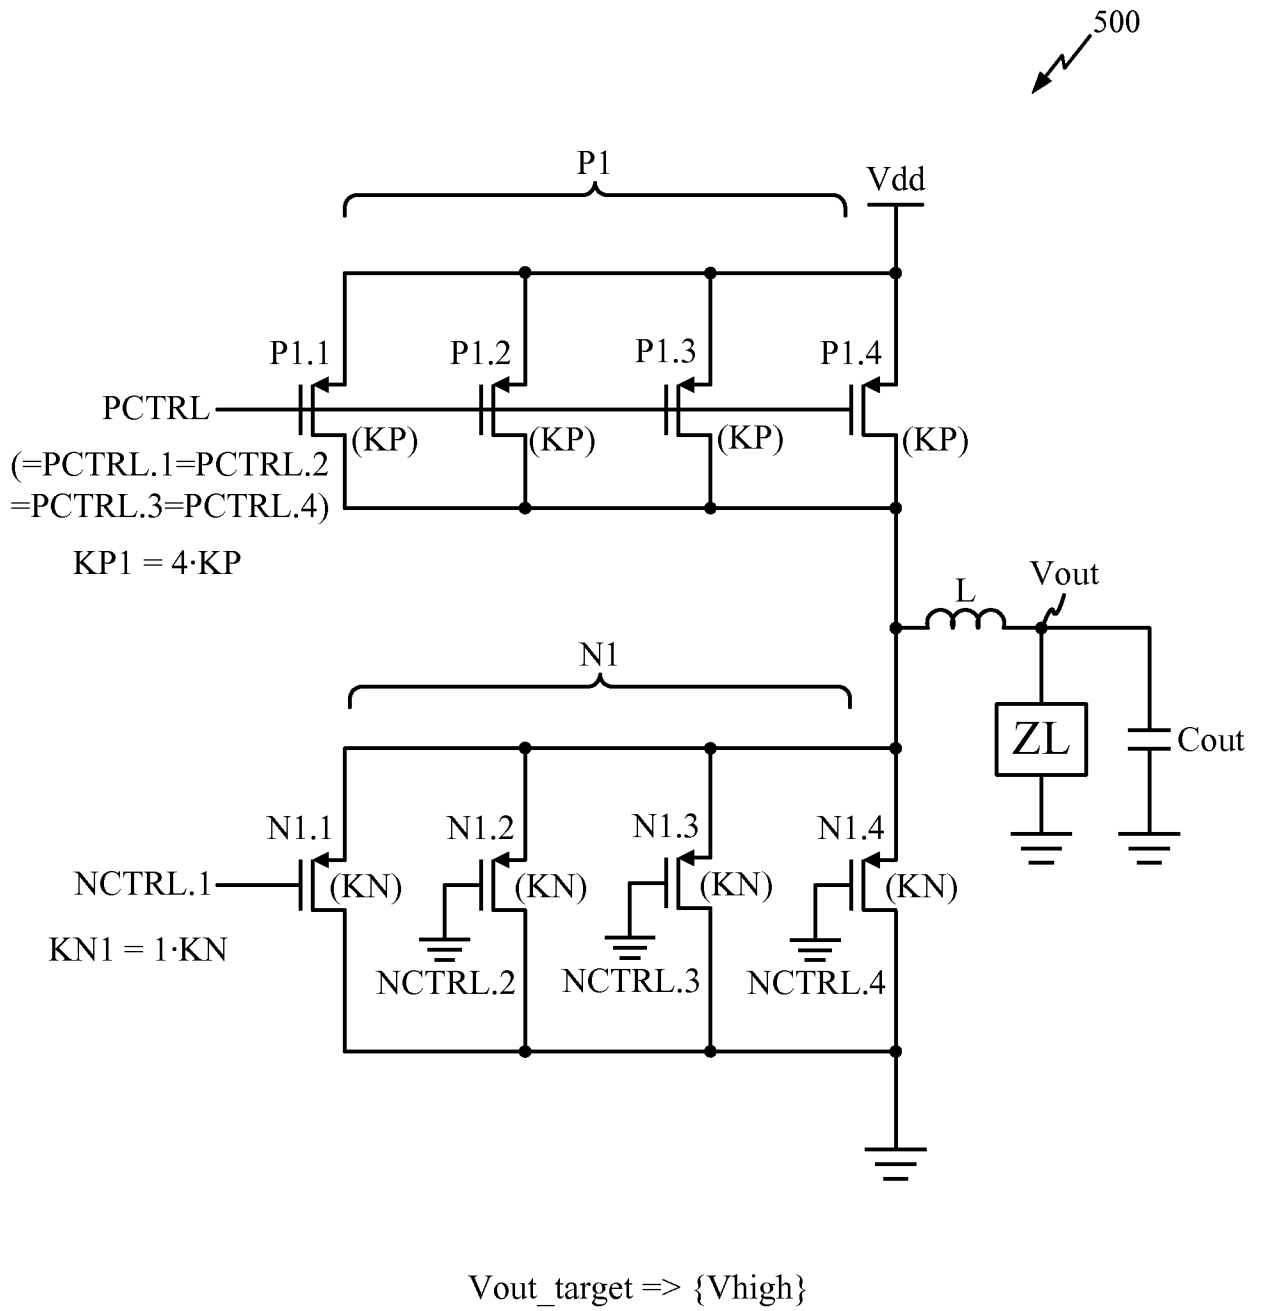 500
P1
Vdd
P1.1
P1.2
P1.3
P1.4
PCTRL
(KP)
(KP)
(KP)
(KP)
(=PCTRL.1=PCTRL.2
=PCTRL.3=PCTRL.4)
KP1 = 4·KP
L
Vout
N1
ZL
Cout
N1.1
N1.2
N1.3
N1.4
NCTRL.1
(KN)
(KN)
(KN)
(KN)
KN1 = 1·KN
NCTRL.2
NCTRL.3
NCTRL.4
Vout_target => {Vhigh}